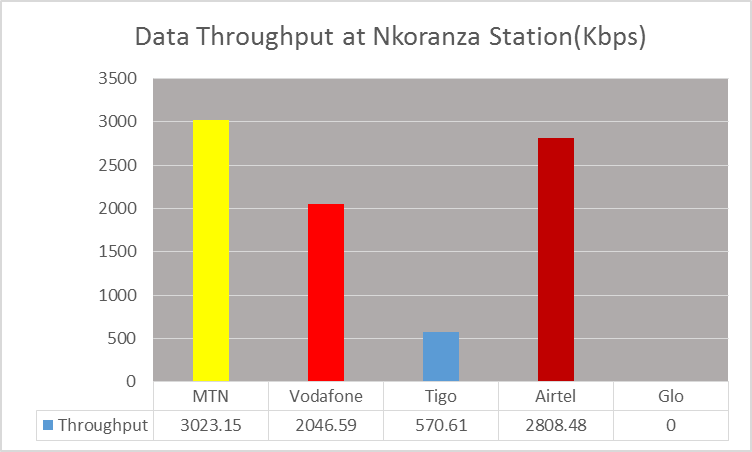 Data Throughput at Nkoranza Station(Kbps)
3500
3000
2500
2000
1500
1000
500
0
MTN Vodafone Tigo Airtel Glo
Throughput 3023.15 2046.59 570.61 2808.48 0